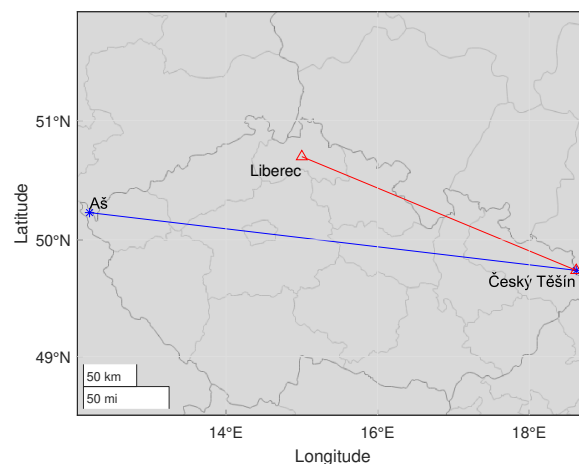 51°N
Liberec
Aš
Latitude
50°N
Český Těšín
49°N
50 km
50 mi
14°E
16°E
18°E
Longitude